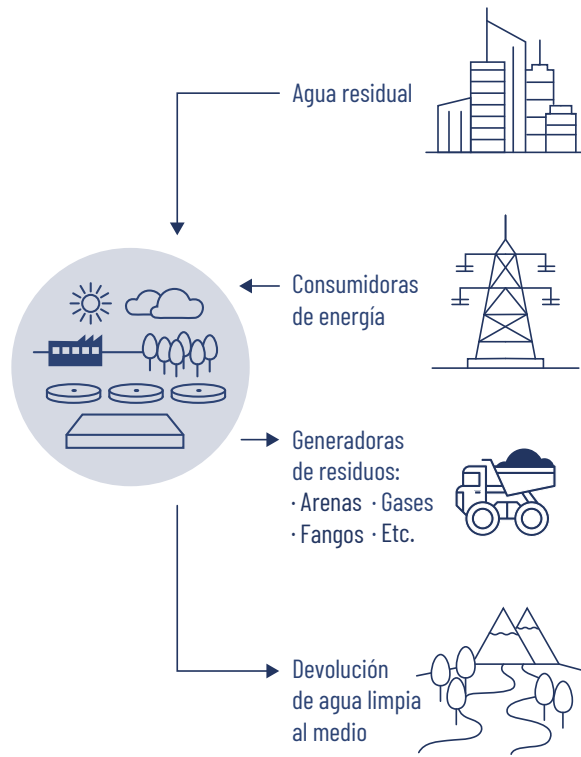 Agua residual
Consumidoras
de energía
Generadoras
de residuos:
· Arenas · Gases
· Fangos · Etc.
Devolución
de agua limpia
al medio